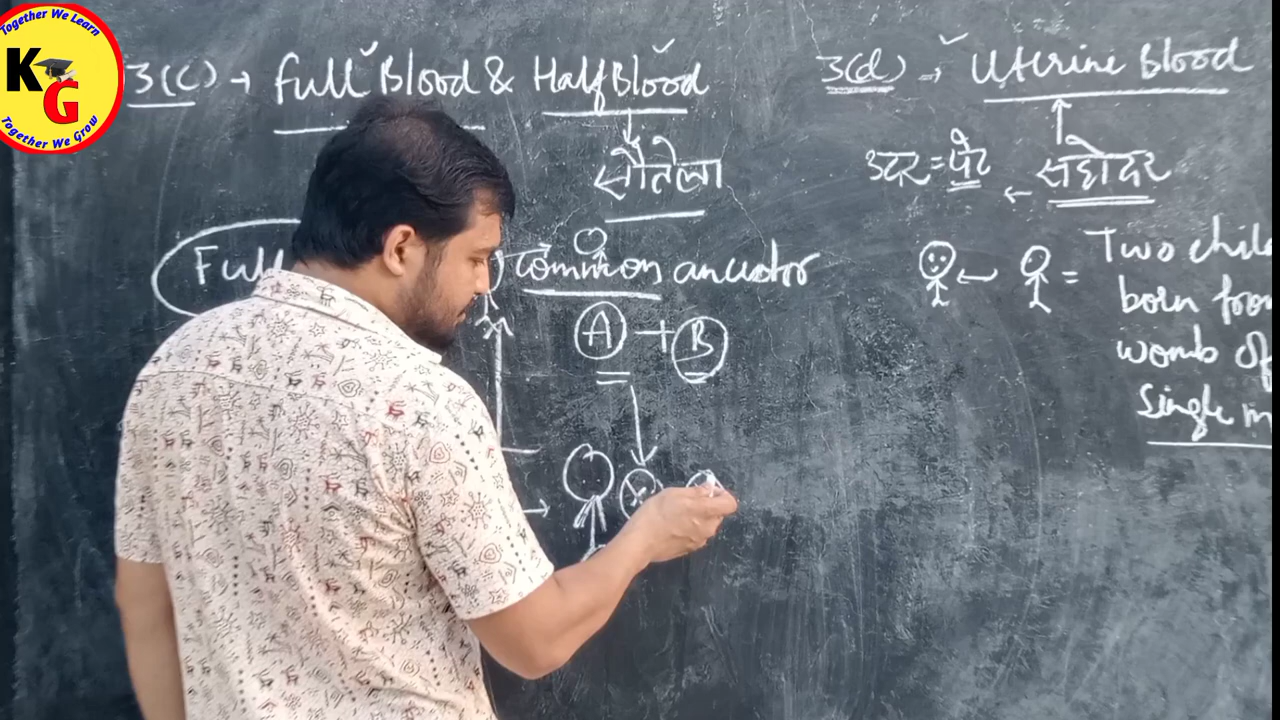 Together We Learn
KG
Together We Grow
3(C) → Full Blood & Half Blood
सौतेला
Full
→ common ancestor
A + B
3(d) → Uterine Blood
उदर = पेट ← सहोदर
= Two chil
born fro
womb of
Single m